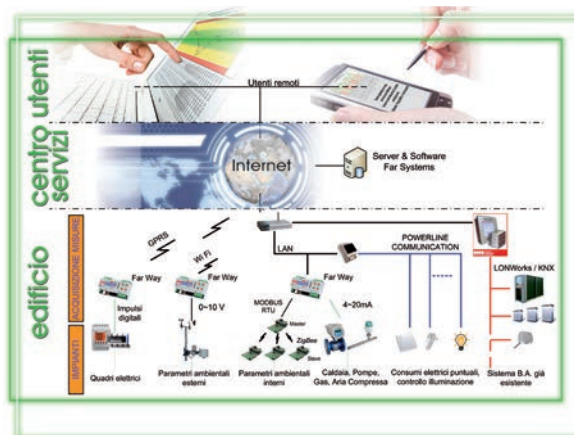 utenti
Utenti remoti
centro
servizi
Internet
Server & Software
Far Systems
edificio
ACQUISIZIONE MISURE
GPRS
Wi Fi
LAN
POWERLINE
COMMUNICATION
LONWorks / KNX
Far Way
Far Way
Far Way
Impulsi
digitali
0~10 V
MODBUS
RTU
4~20mA
Master
ZigBee
Slave
IMPIANTI
Quadri elettrici
Parametri ambientali
esterni
Parametri ambientali
interni
Caldaia, Pompe,
Gas, Aria Compressa
Consumi elettrici puntuali,
controllo illuminazione
Sistema B.A. già
esistente